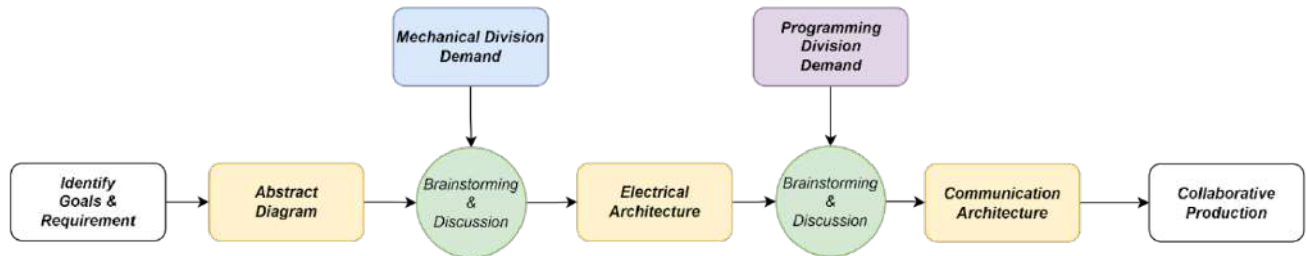 Mechanical Division
Demand
Programming
Division
Demand
Identify
Goals &
Requirement
Abstract
Diagram
Brainstorming
&
Discussion
Electrical
Architecture
Brainstorming
&
Discussion
Communication
Architecture
Collaborative
Production